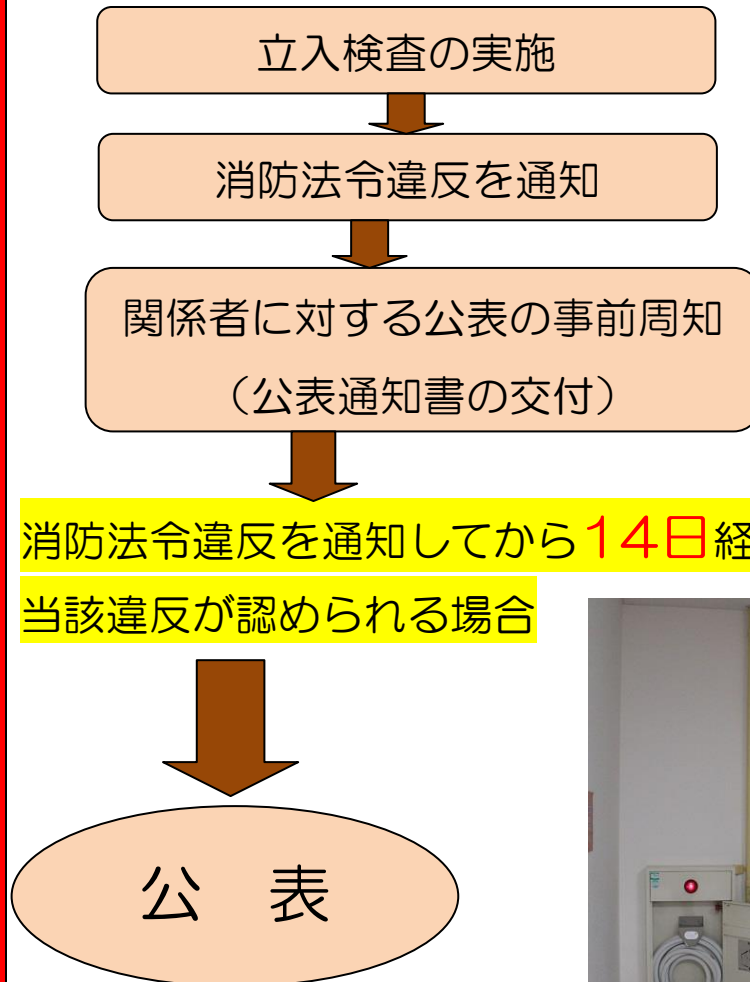 立入検査の実施
消防法令違反を通知
関係者に対する公表の事前周知
（公表通知書の交付）
消防法令違反を通知してから１４日経
当該違反が認められる場合
公　表